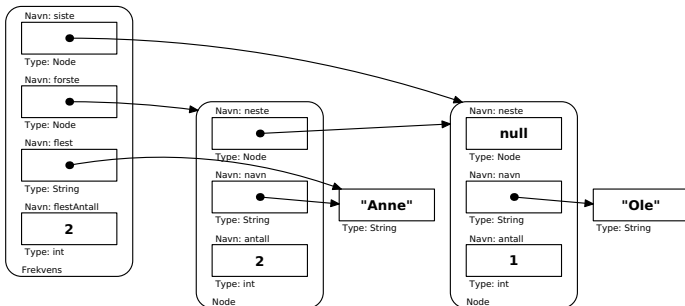 Navn: siste
Type: Node
Navn: forste
Type: Node
Navn: flest
Type: String
Navn: flestAntall
2
Type: int
Frekvens
Navn: neste
Type: Node
Navn: navn
Type: String
Navn: antall
2
Type: int
Node
"Anne"
Type: String
Navn: neste
null
Type: Node
Navn: navn
Type: String
Navn: antall
1
Type: int
Node
"Ole"
Type: String